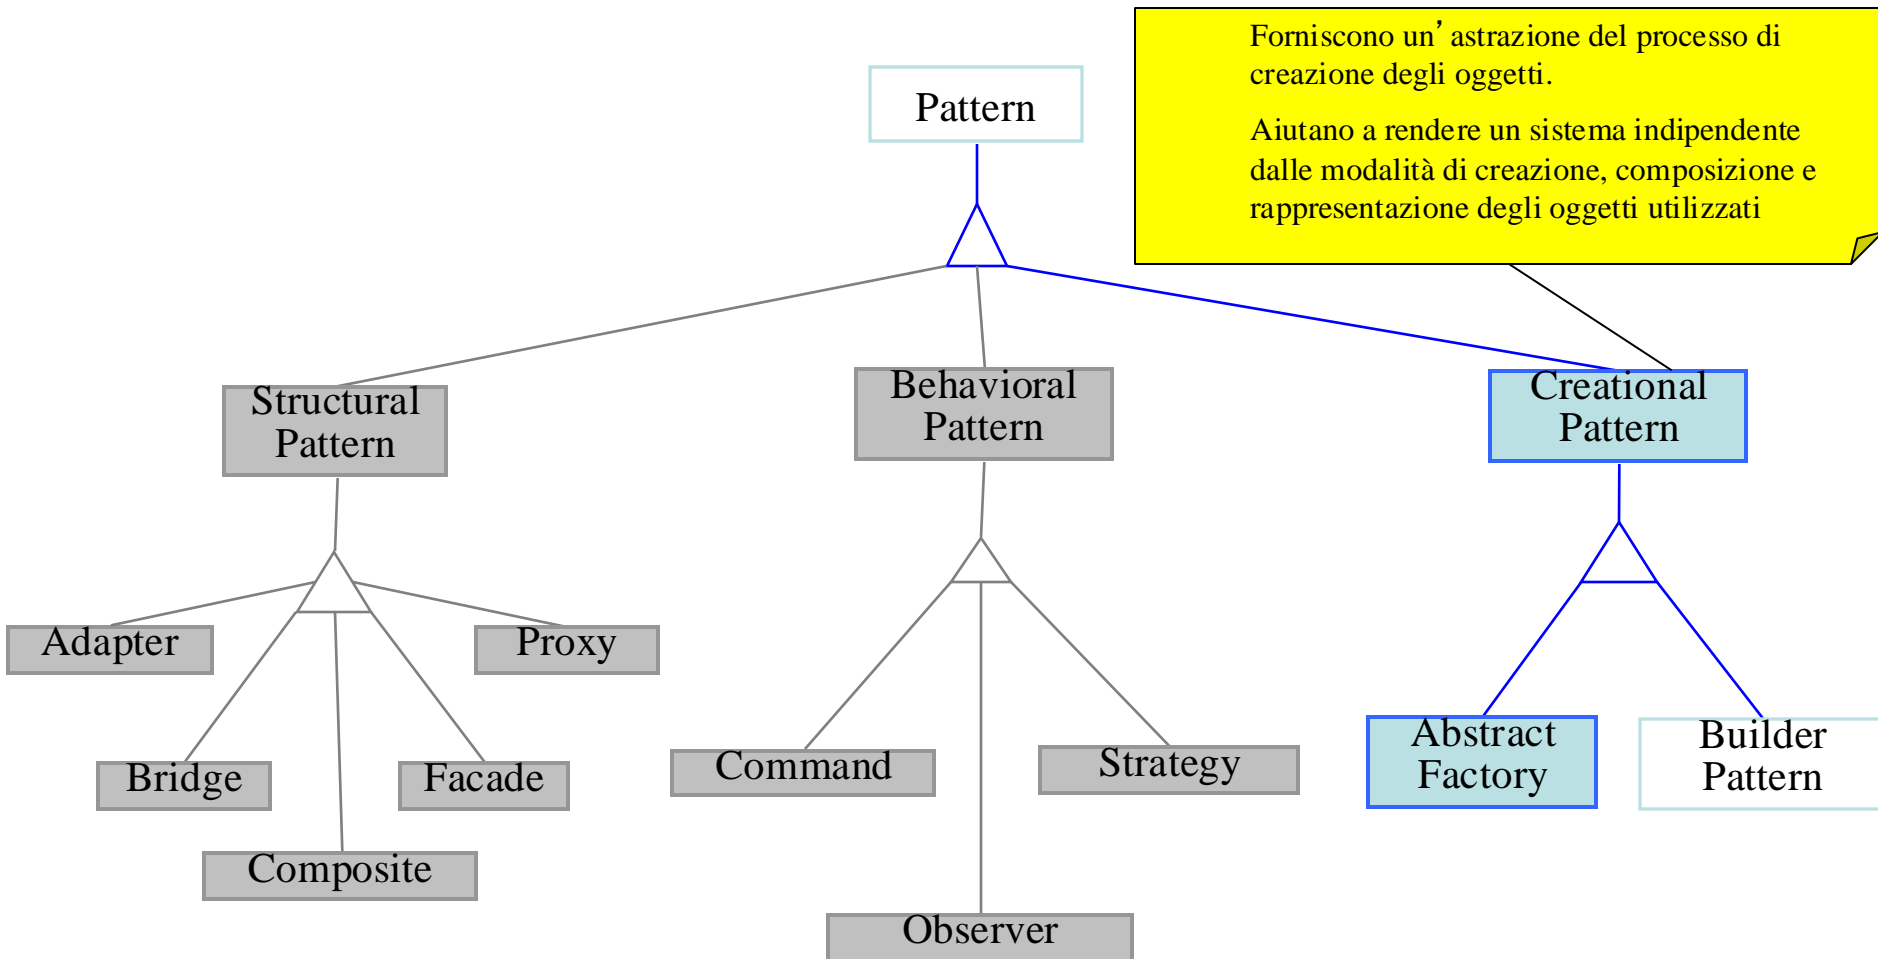 Forniscono un’ astrazione del processo di
creazione degli oggetti.
Aiutano a rendere un sistema indipendente
dalle modalità di creazione, composizione e
rappresentazione degli oggetti utilizzati
Pattern
Structural
Pattern
Behavioral
Pattern
Creational
Pattern
Adapter
Proxy
Bridge
Facade
Composite
Command
Strategy
Observer
Abstract
Factory
Builder
Pattern